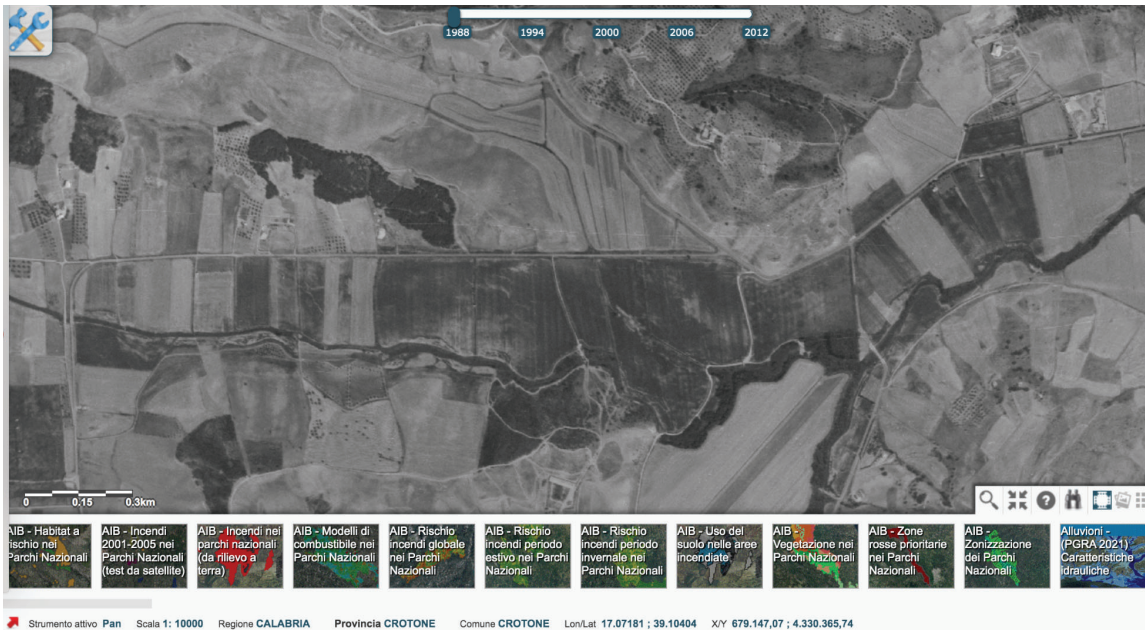 1988 1994 2000 2006 2012
0 0.15 0.3km
AIB - Habitat a
rischio nei
Parchi Nazionali
AIB - Incendi
2001-2005 nei
Parchi Nazionali
(test da satellite)
AIB - Incendi nei
parchi nazionali
(da rilievo a
terra)
AIB - Modelli di
combustibile nei
Parchi Nazionali
AIB - Rischio
incendi globale
nei Parchi
Nazionali
AIB - Rischio
incendi periodo
estivo nei Parchi
Nazionali
AIB - Rischio
incendi periodo
invernale nei
Parchi Nazionali
AIB - Uso del
suolo nelle aree
incendiate
AIB -
Vegetazione nei
Parchi Nazionali
AIB - Zone
rosse prioritarie
nei Parchi
Nazionali
AIB -
Zonizzazione
dei Parchi
Nazionali
Alluvioni -
(PGRA 2021)
Caratteristiche
idrauliche
Strumento attivo Pan Scala 1: 10000 Regione CALABRIA Provincia CROTONE Comune CROTONE Lon/Lat 17.07181 ; 39.10404 X/Y 679.147,07 ; 4.330.365,74